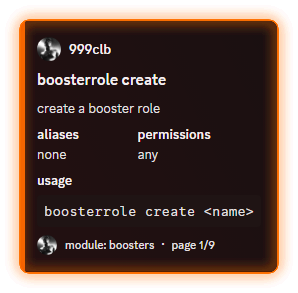 999clb
boosterrole create
create a booster role
aliases permissions
none any
usage
boosterrole create <name>
module: boosters · page 1/9